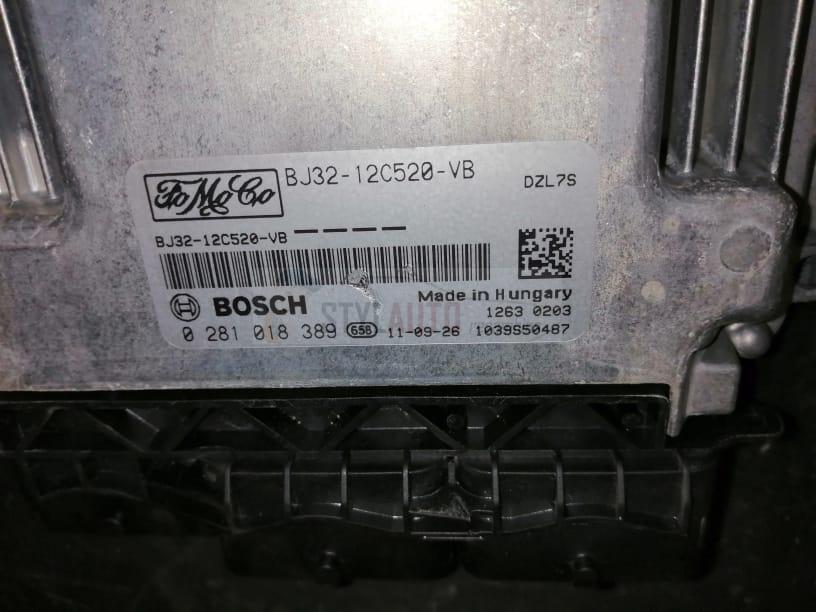 FoMoCo BJ32-12C520-VB DZL7S
BJ32-12C520-VB ————
BOSCH Made in Hungary
1263 0203
0 281 018 389 658 11-09-26 1039S50487
STYLAUTO